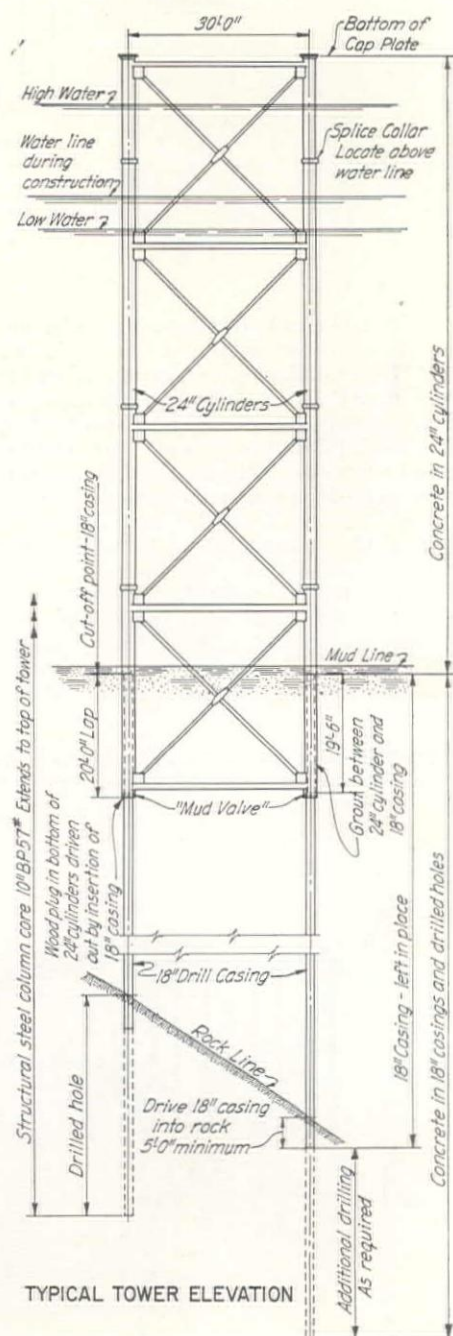 30'-0"
Bottom of
Cap Plate
High Water
Water line
during
construction
Splice Collar
Locate above
water line
Low Water
24" Cylinders
Concrete in 24" cylinders
Cut-off point-18" casing
Mud Line
20'-0" Lap
19'-6"
Grout between
24" cylinder and
18" casing
"Mud Valve"
Structural steel column core 10" BP 57# Extends to top of tower
Wood plug in bottom of
24" cylinders driven
out by insertion of
18" casing
18" Drill Casing
18" Casing - left in place
Concrete in 18" casings and drilled holes
Rock Line
Drilled hole
Drive 18" casing
into rock
5'-0" minimum
Additional drilling
As required
TYPICAL TOWER ELEVATION